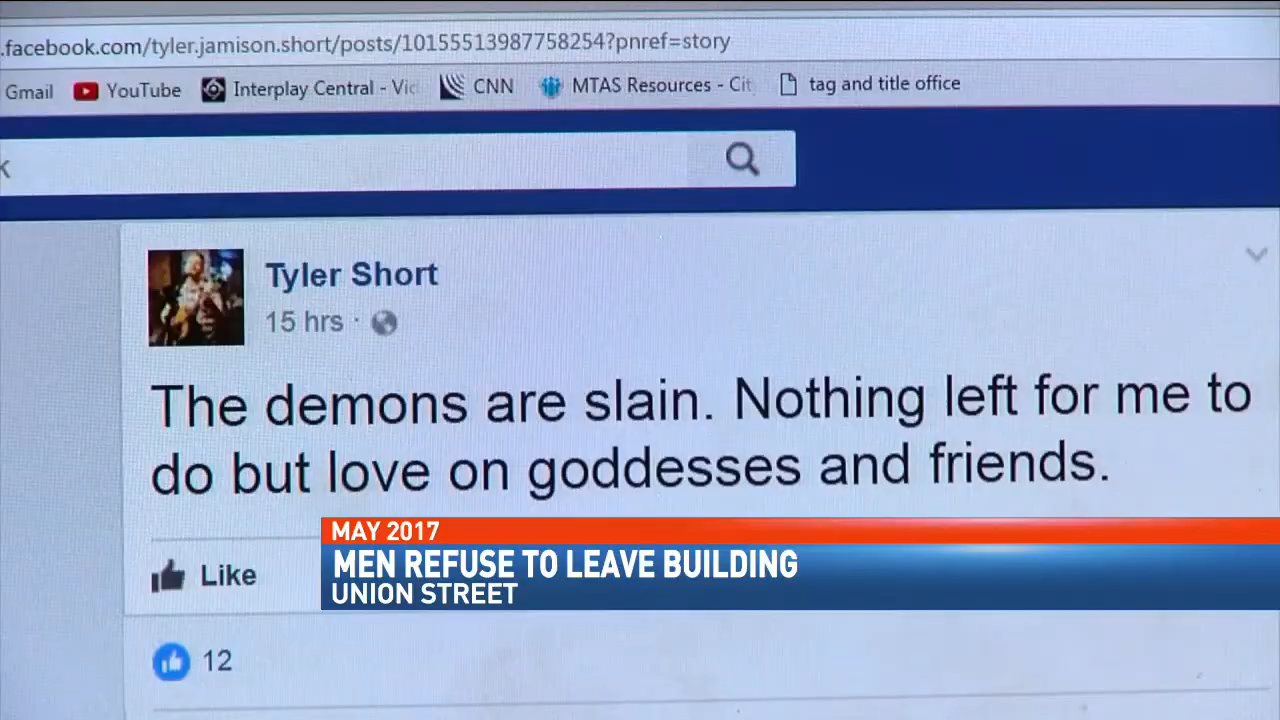 .facebook.com/tyler.jamison.short/posts/10155513987758254?pnref=story
Gmail YouTube Interplay Central - Vi CNN MTAS Resources - Cit tag and title office
k
Tyler Short
15 hrs ·
The demons are slain. Nothing left for me to
do but love on goddesses and friends.
MAY 2017
MEN REFUSE TO LEAVE BUILDING
UNION STREET
Like
12